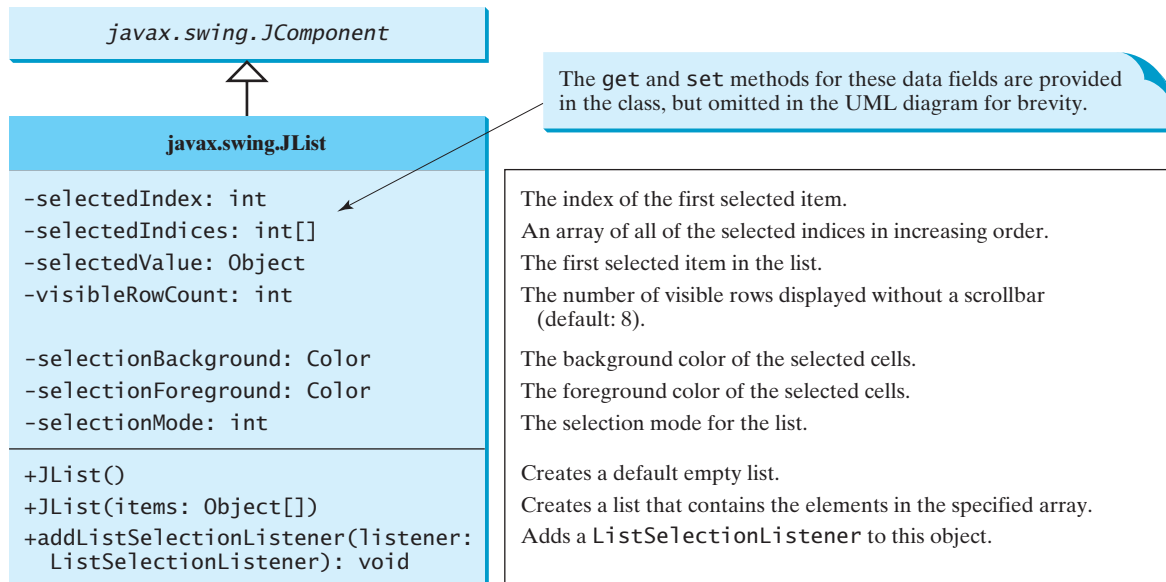 javax.swing.JComponent
The get and set methods for these data fields are provided
in the class, but omitted in the UML diagram for brevity.
javax.swing.JList
-selectedIndex: int
The index of the first selected item.
-selectedIndices: int[]
An array of all of the selected indices in increasing order.
-selectedValue: Object
The first selected item in the list.
-visibleRowCount: int
The number of visible rows displayed without a scrollbar
(default: 8).
-selectionBackground: Color
The background color of the selected cells.
-selectionForeground: Color
The foreground color of the selected cells.
-selectionMode: int
The selection mode for the list.
+JList()
Creates a default empty list.
+JList(items: Object[])
Creates a list that contains the elements in the specified array.
+addListSelectionListener(listener:
ListSelectionListener): void
Adds a ListSelectionListener to this object.